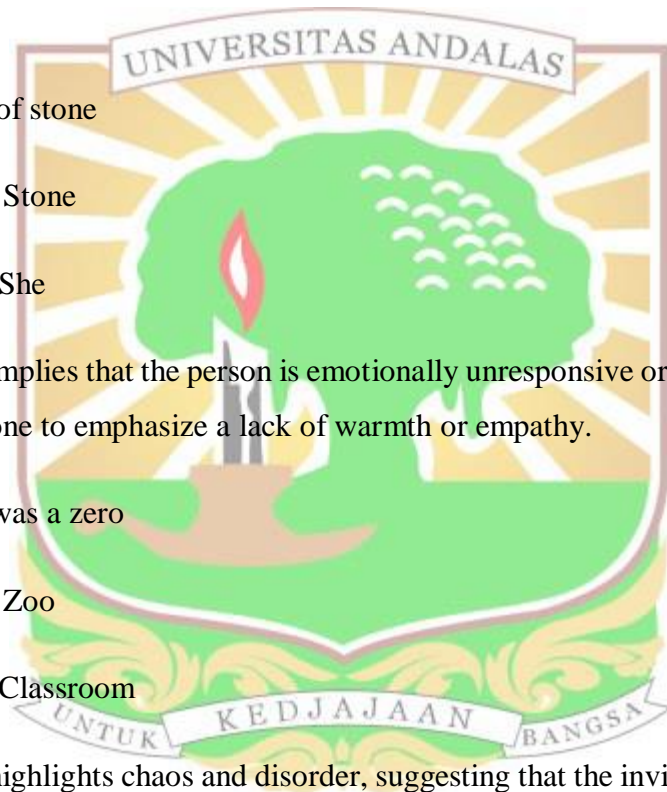 UNIVERSITAS ANDALAS
of stone
Stone
She
mplies that the person is emotionally unresponsive or
one to emphasize a lack of warmth or empathy.
was a zero
Zoo
Classroom
UNTUK KEDJAJAAN BANGSA
highlights chaos and disorder, suggesting that the invi